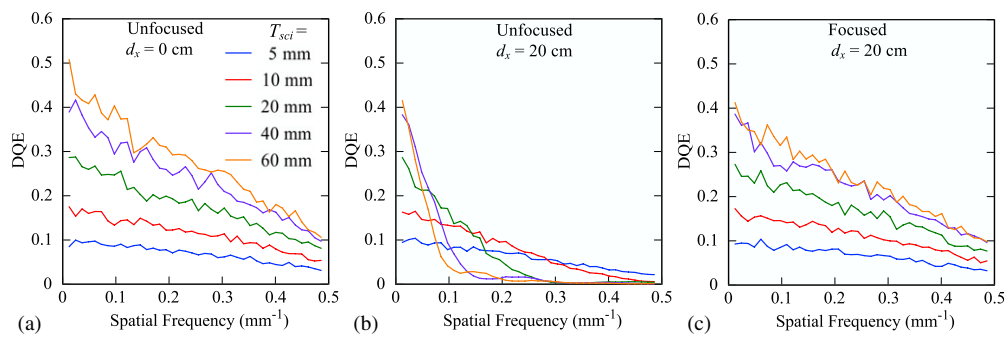 0.6
0.5
0.4
0.3
0.2
0.1
0
DQE
Unfocused
dₓ = 0 cm
T_sci =
5 mm
10 mm
20 mm
40 mm
60 mm
0 0.1 0.2 0.3 0.4 0.5
Spatial Frequency (mm⁻¹)
(a)
0.6
0.5
0.4
0.3
0.2
0.1
0
DQE
Unfocused
dₓ = 20 cm
0 0.1 0.2 0.3 0.4 0.5
Spatial Frequency (mm⁻¹)
(b)
0.6
0.5
0.4
0.3
0.2
0.1
0
DQE
Focused
dₓ = 20 cm
0 0.1 0.2 0.3 0.4 0.5
Spatial Frequency (mm⁻¹)
(c)